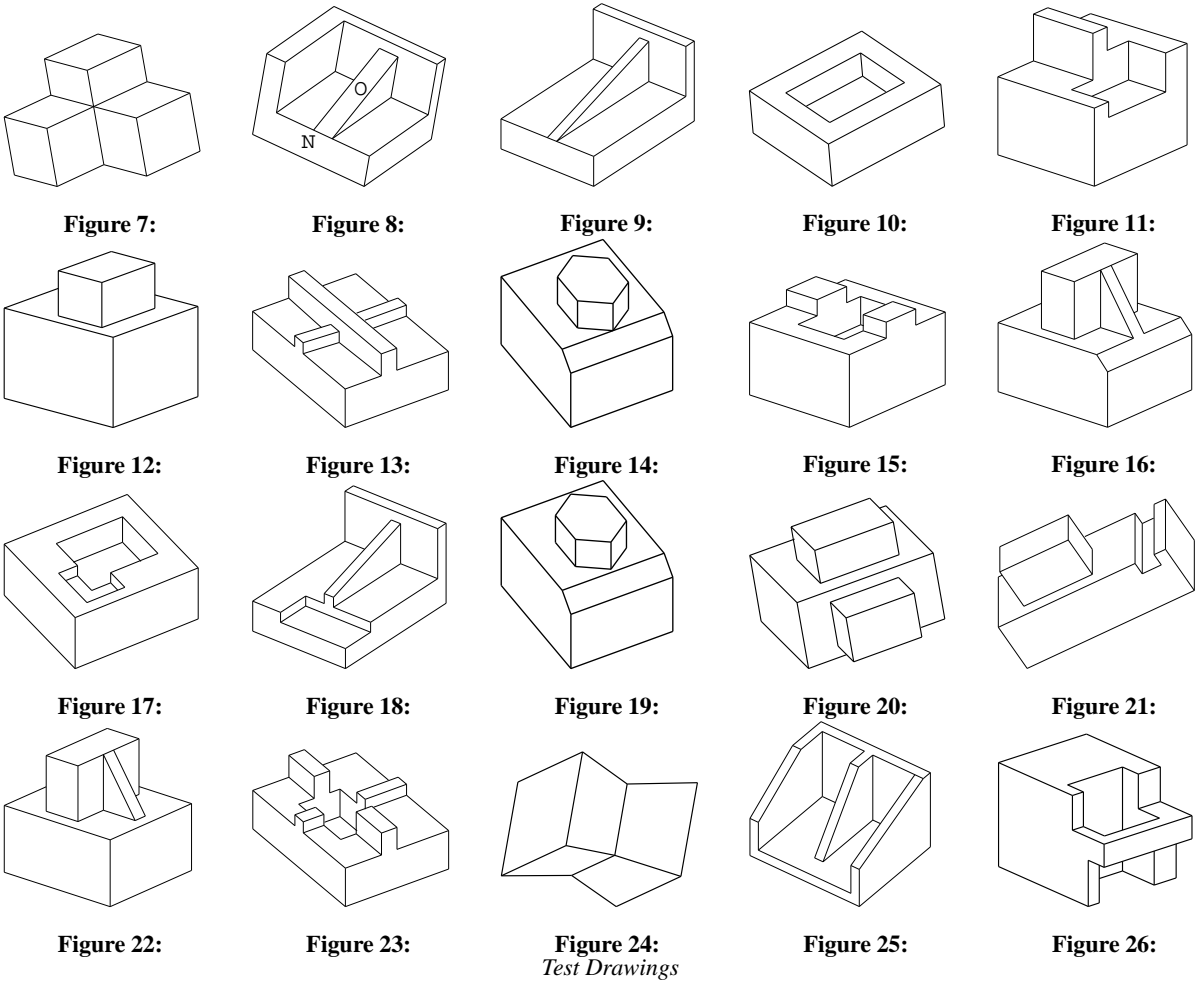 O
N
Figure 7: Figure 8: Figure 9: Figure 10: Figure 11:
Figure 12: Figure 13: Figure 14: Figure 15: Figure 16:
Figure 17: Figure 18: Figure 19: Figure 20: Figure 21:
Figure 22: Figure 23: Figure 24: Figure 25: Figure 26:
Test Drawings